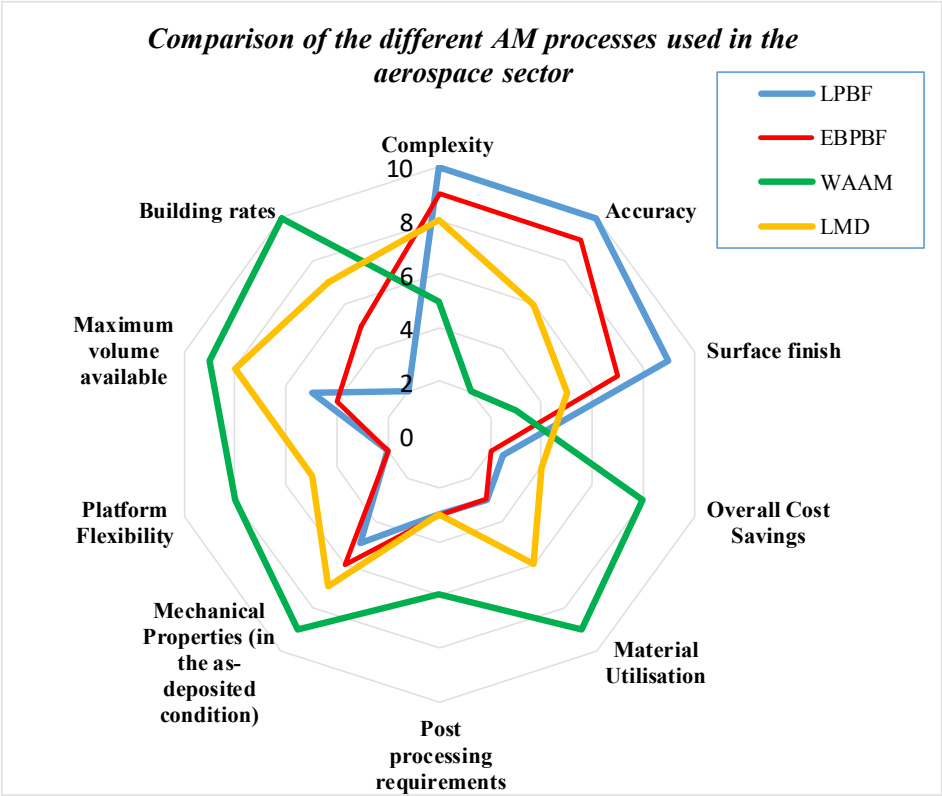 Comparison of the different AM processes used in the
aerospace sector
LPBF
EBPBF
WAAM
LMD
Complexity
Accuracy
Surface finish
Overall Cost
Savings
Material
Utilisation
Post
processing
requirements
Mechanical
Properties (in
the as-
deposited
condition)
Platform
Flexibility
Maximum
volume
available
Building rates
10
8
6
4
2
0